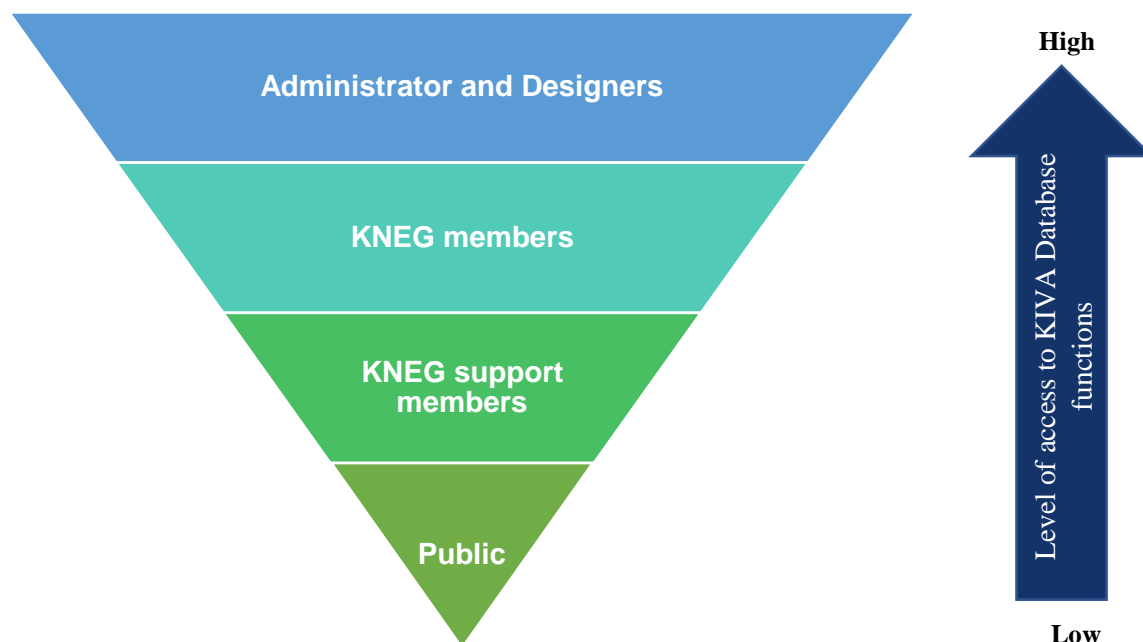 High
Administrator and Designers
KNEG members
KNEG support
members
Public
Level of access to KIVA Database
functions
Low